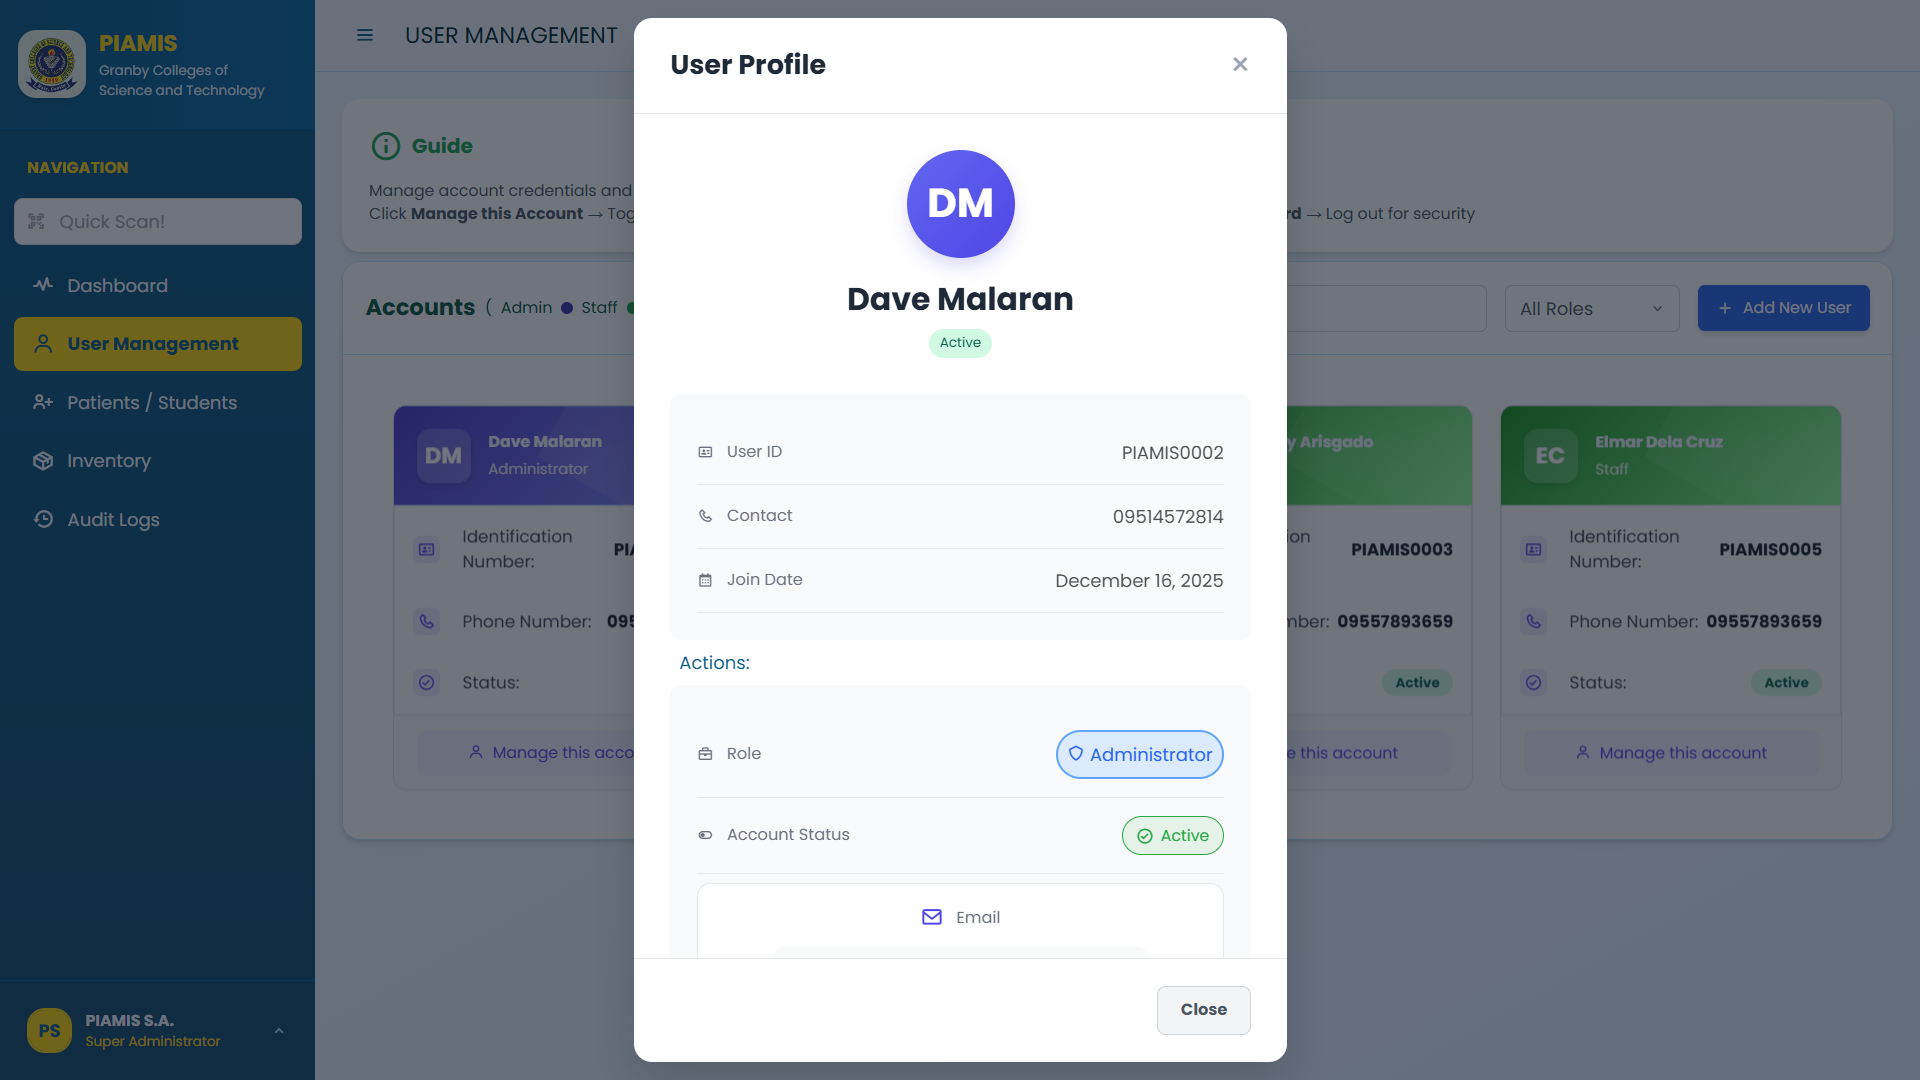 PIAMIS
Granby Colleges of
Science and Technology
NAVIGATION
Quick Scan!
Dashboard
User Management
Patients / Students
Inventory
Audit Logs
PS
PIAMIS S.A.
Super Administrator
USER MANAGEMENT
Guide
Manage account credentials and
Click Manage this Account → Tog
rd → Log out for security
Accounts ( Admin Staff
All Roles
Add New User
DM
Dave Malaran
Administrator
Identification
Number:
PIA
Phone Number: 095
Status:
Manage this acco
y Arisgado
ion
PIAMIS0003
mber: 09557893659
Active
e this account
EC
Elmar Dela Cruz
Staff
Identification
Number:
PIAMIS0005
Phone Number: 09557893659
Status:
Active
Manage this account
User Profile
DM
Dave Malaran
Active
User ID
PIAMIS0002
Contact
09514572814
Join Date
December 16, 2025
Actions:
Role
Administrator
Account Status
Active
Email
Close